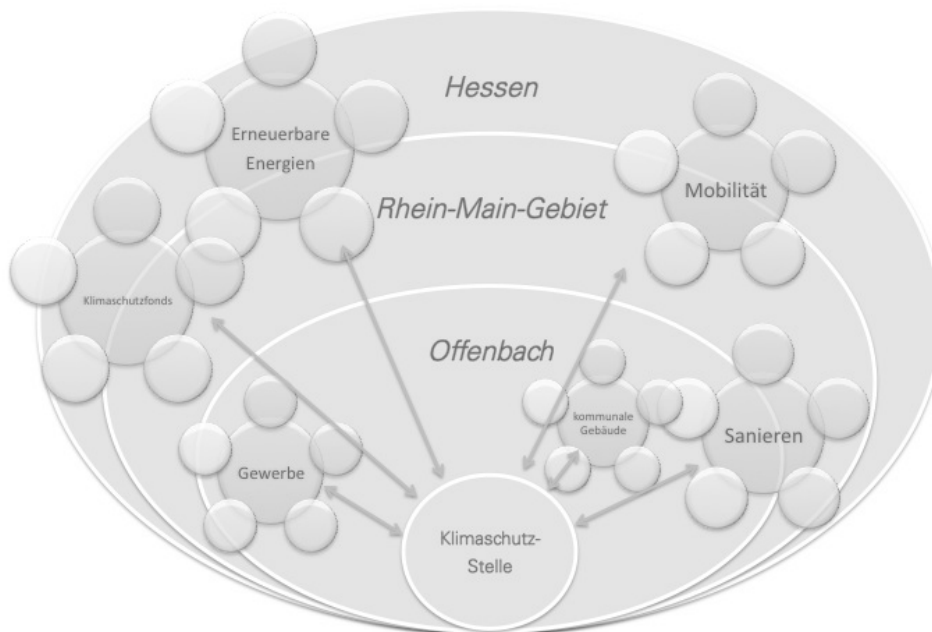 Hessen
Erneuerbare
Energien
Mobilität
Rhein-Main-Gebiet
Klimaschutzfonds
Offenbach
kommunale
Gebäude
Sanieren
Gewerbe
Klimaschutz-
Stelle